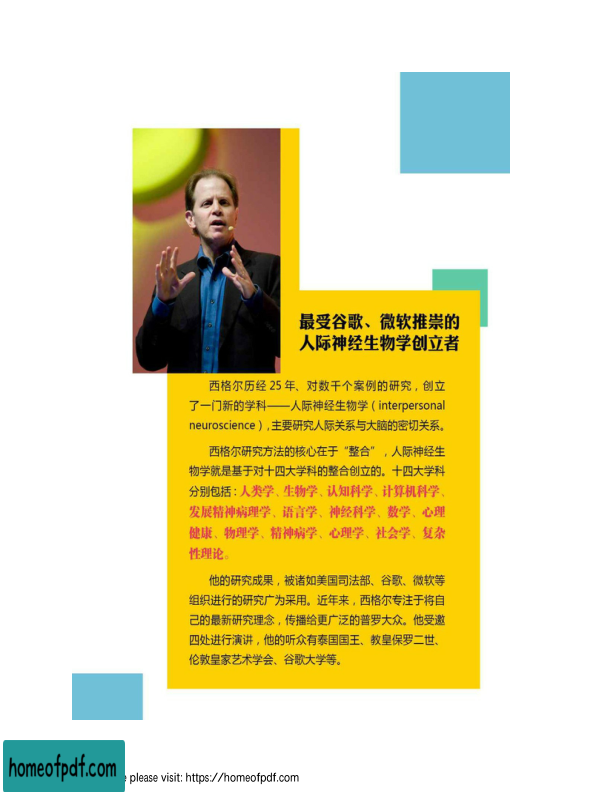 最受谷歌、微软推崇的
人际神经生物学创立者
西格尔历经 25 年、对数千个案例的研究，创立
了一门新的学科——人际神经生物学（interpersonal
neuroscience），主要研究人际关系与大脑的密切关系。
西格尔研究方法的核心在于“整合”，人际神经生
物学就是基于对十四大学科的整合创立的。十四大学科
分别包括：人类学、生物学、认知科学、计算机科学、
发展精神病理学、语言学、神经科学、数学、心理
健康、物理学、精神病学、心理学、社会学、复杂
性理论。
他的研究成果，被诸如美国司法部、谷歌、微软等
组织进行的研究广为采用。近年来，西格尔专注于将自
己的最新研究理念，传播给更广泛的普罗大众。他受邀
四处进行演讲，他的听众有泰国国王、教皇保罗二世、
伦敦皇家艺术学会、谷歌大学等。
homeofpdf.com
please visit: https://homeofpdf.com